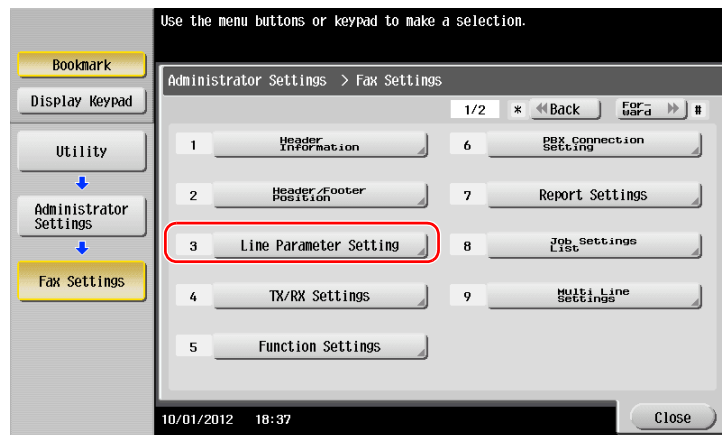 Use the menu buttons or keypad to make a selection.
Bookmark
Display Keypad
Utility
Administrator
Settings
Fax Settings
Administrator Settings > Fax Settings
1/2 * Back For-
ward #
1 Header
Information
2 Header/Footer
Position
3 Line Parameter Setting
4 TX/RX Settings
5 Function Settings
6 PBX Connection
Setting
7 Report Settings
8 Job Settings
List
9 Multi Line
Settings
10/01/2012 18:37
Close